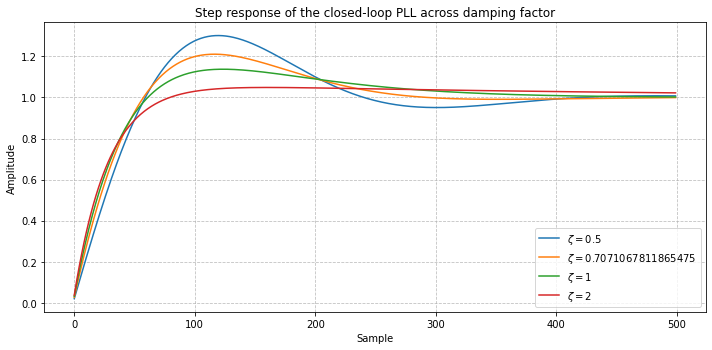 Step response of the closed-loop PLL across damping factor
Amplitude
1.2
1.0
0.8
0.6
0.4
0.2
0.0
ζ = 0.5
ζ = 0.7071067811865475
ζ = 1
ζ = 2
0 100 200 300 400 500
Sample